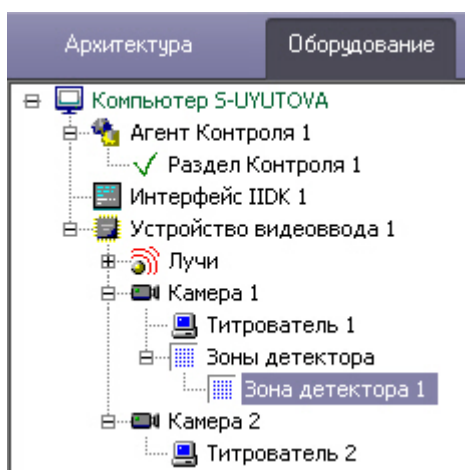 Архитектура Оборудование
Компьютер S-UYUTOVA
Агент Контроля 1
Раздел Контроля 1
Интерфейс IIDK 1
Устройство видеоввода 1
Лучи
Камера 1
Титрователь 1
Зоны детектора
Зона детектора 1
Камера 2
Титрователь 2